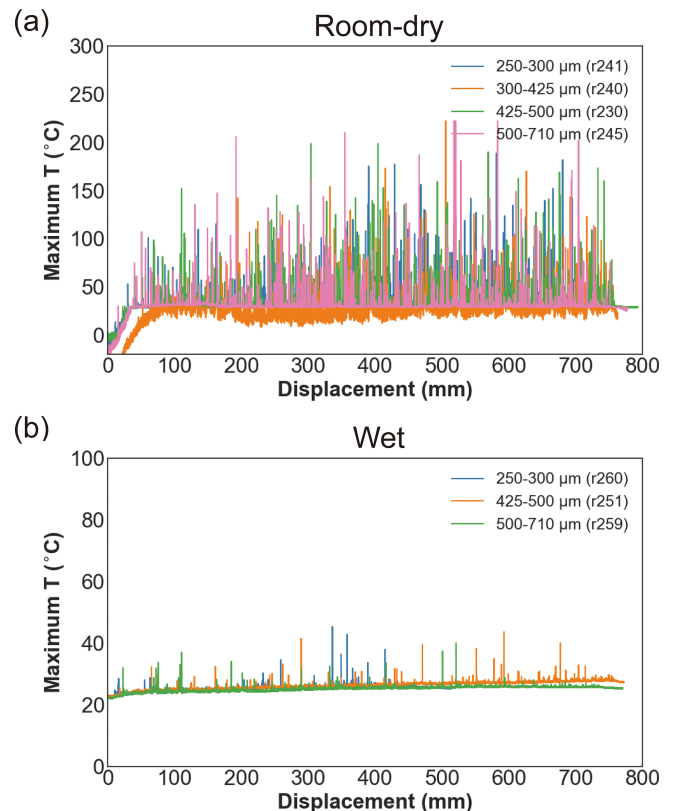 (a)
Room-dry
300
250
200
150
100
50
0
Maximum T (°C)
250-300 µm (r241)
300-425 µm (r240)
425-500 µm (r230)
500-710 µm (r245)
0 100 200 300 400 500 600 700 800
Displacement (mm)
(b)
Wet
100
80
60
40
20
0
Maximum T (°C)
250-300 µm (r260)
425-500 µm (r251)
500-710 µm (r259)
0 100 200 300 400 500 600 700 800
Displacement (mm)